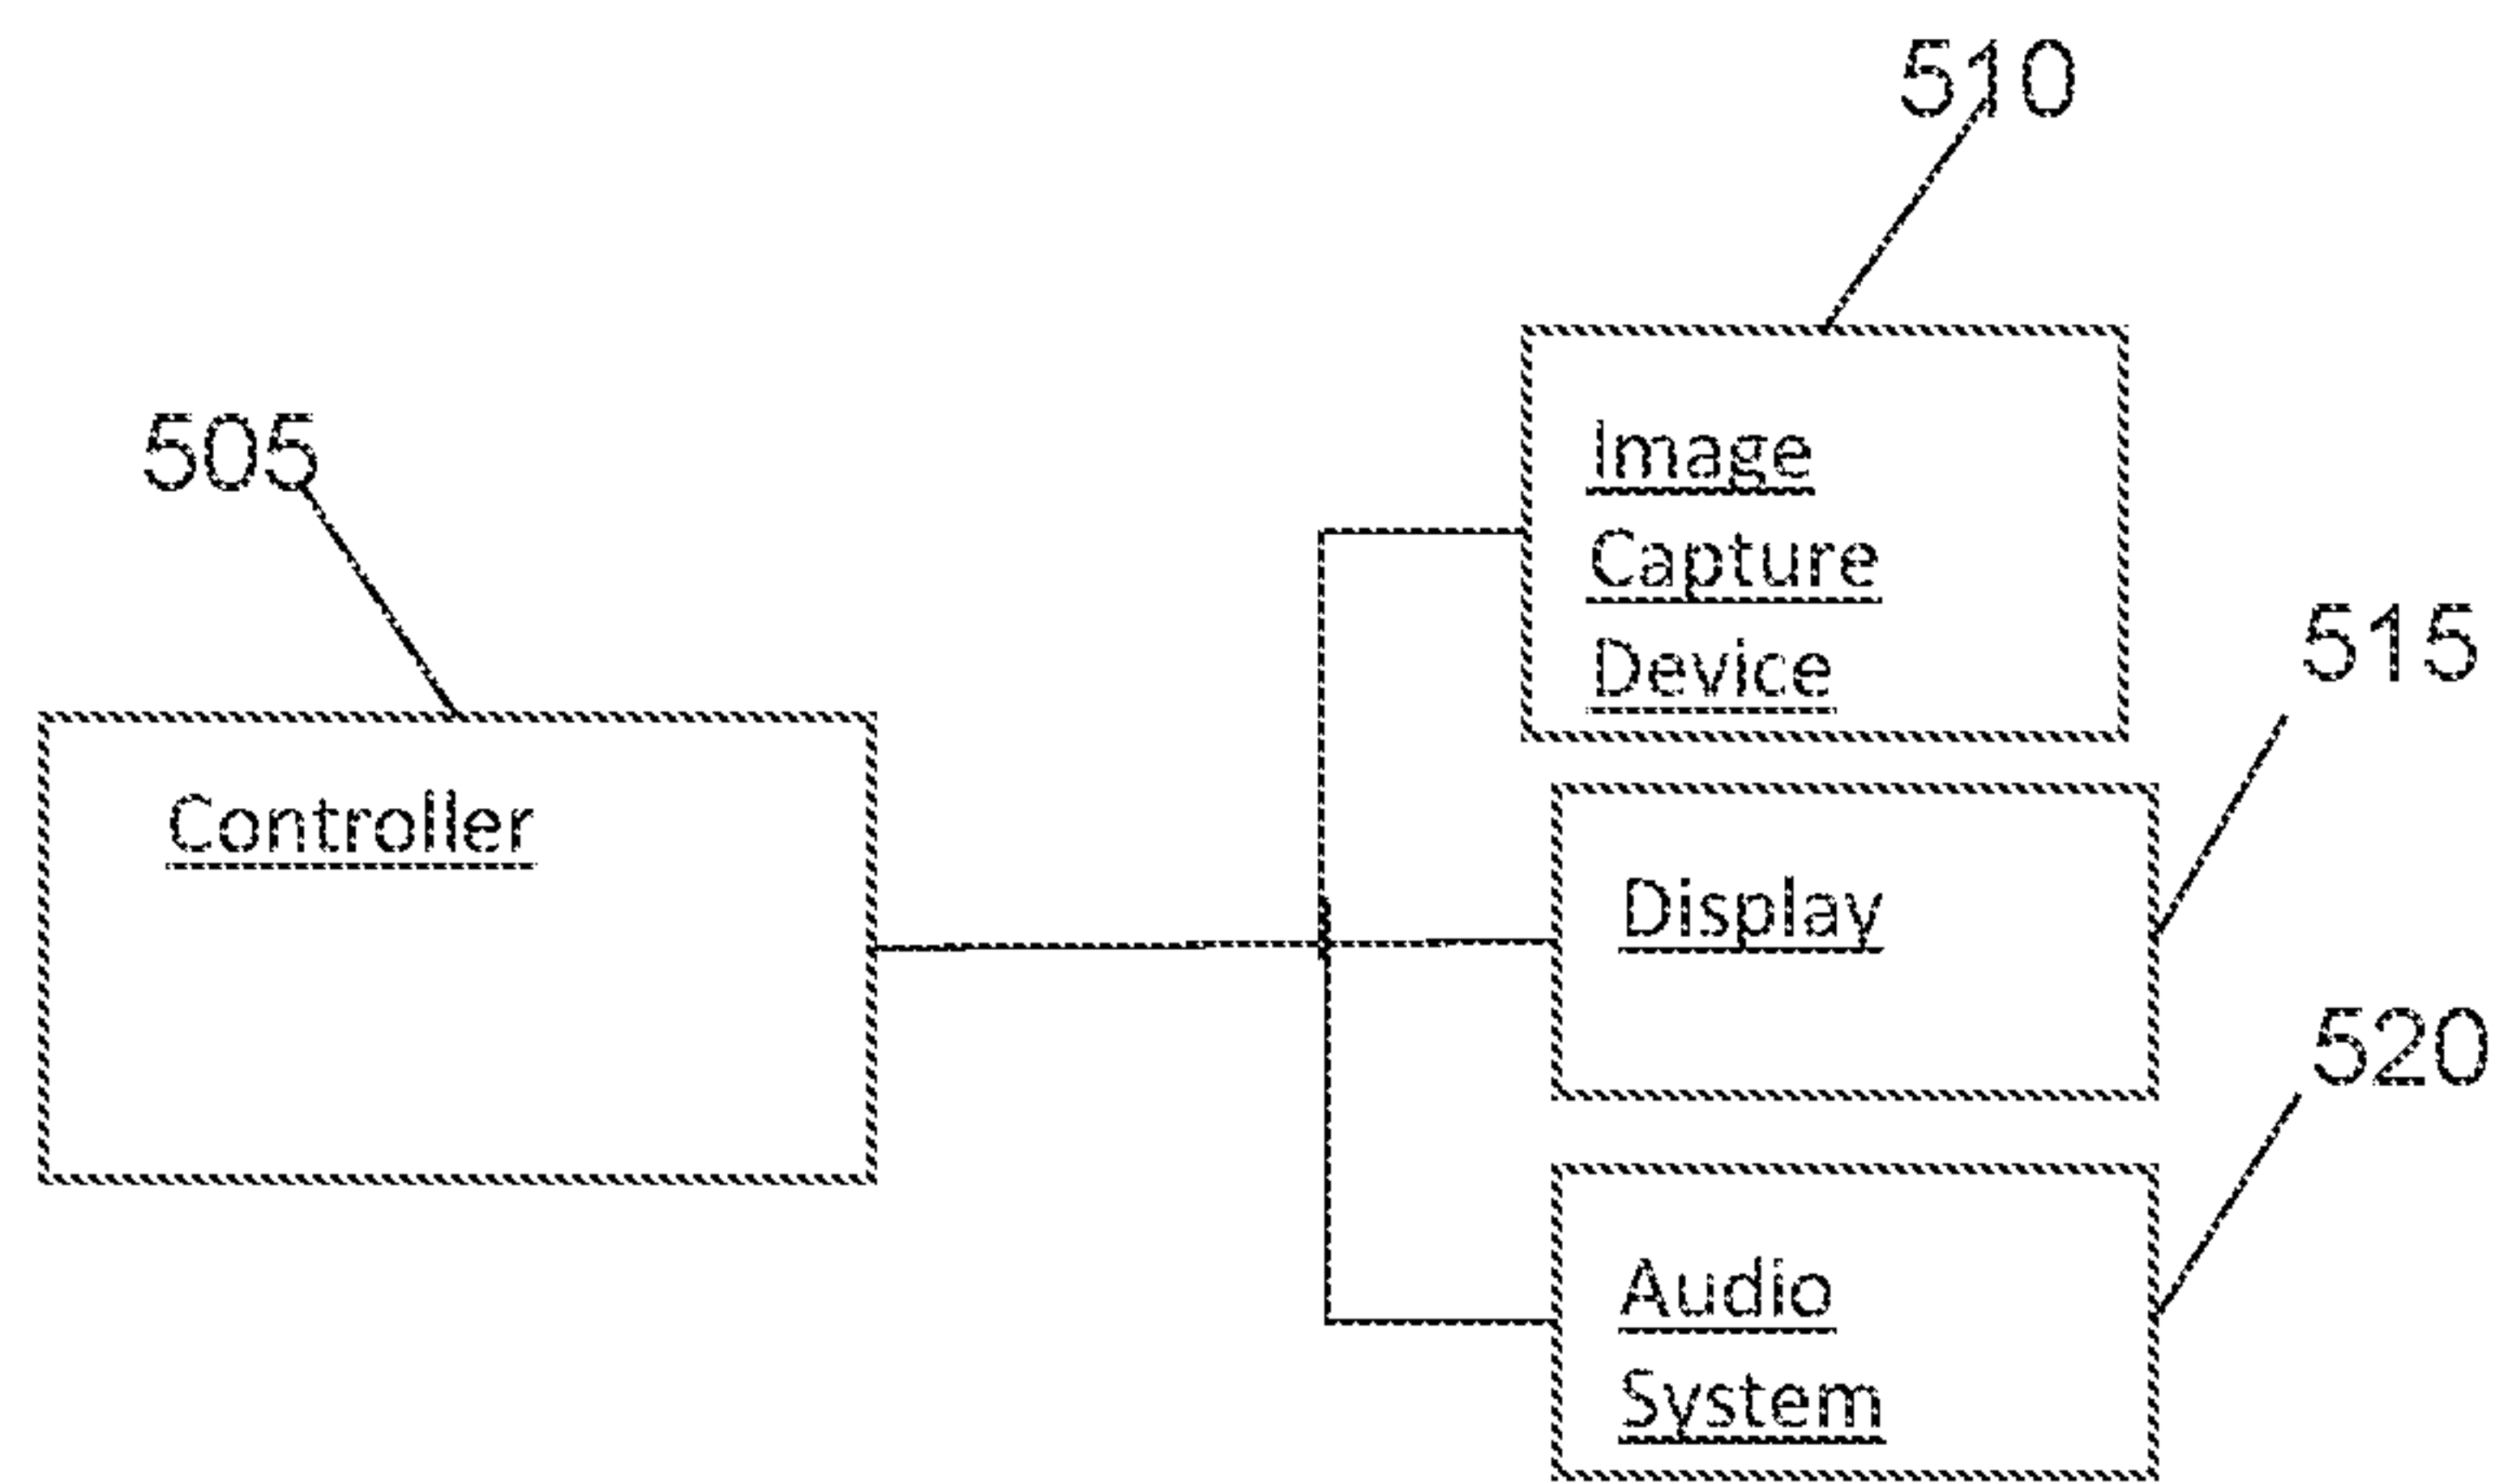 510
505
Image
Capture
Device
515
Controller
Display
520
Audio
System